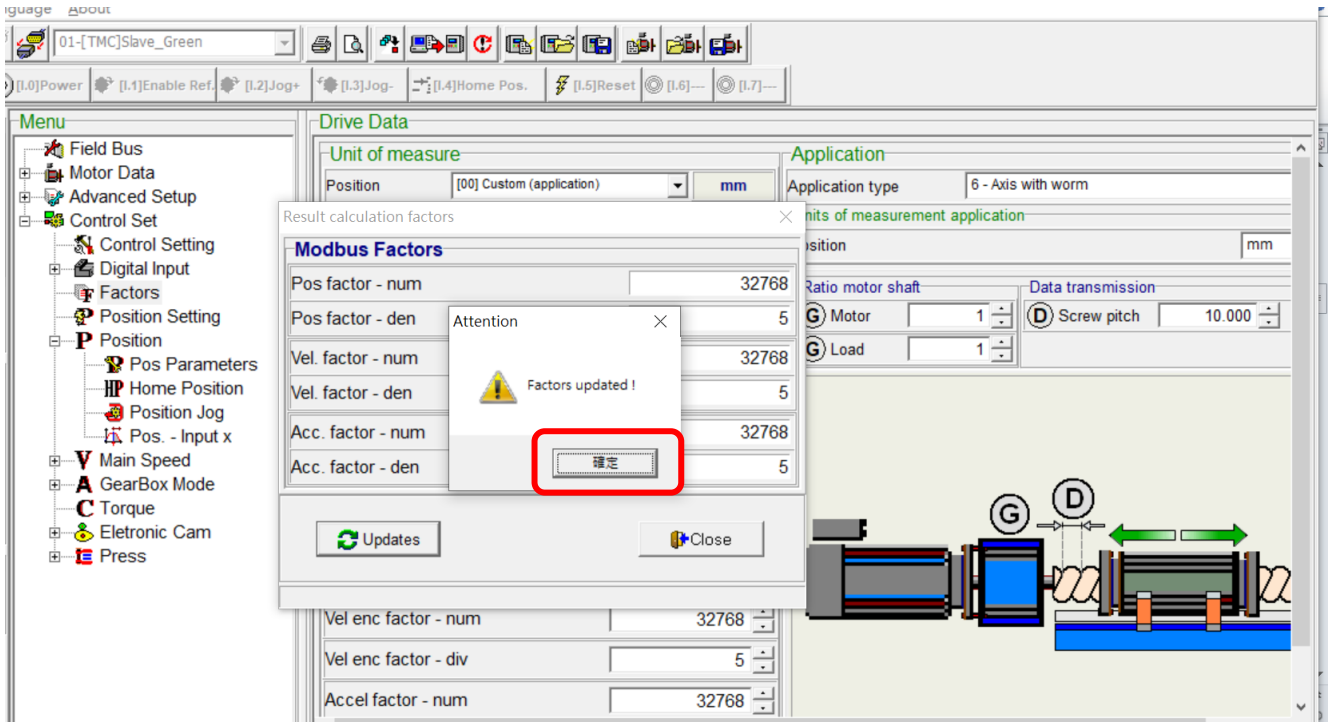 nguage About
01-[TMC]Slave_Green
[I.0]Power [I.1]Enable Ref. [I.2]Jog+ [I.3]Jog- [I.4]Home Pos. [I.5]Reset [I.6]--- [I.7]---
Menu
Field Bus
Motor Data
Advanced Setup
Control Set
Control Setting
Digital Input
Factors
Position Setting
Position
Pos Parameters
Home Position
Position Jog
Pos. - Input x
Main Speed
GearBox Mode
Torque
Eletronic Cam
Press
Drive Data
Unit of measure
Position [00] Custom (application) mm
Application
Application type 6 - Axis with worm
nits of measurement application
sition mm
Ratio motor shaft
G Motor 1
G Load 1
Data transmission
D Screw pitch 10.000
G D
Result calculation factors
Modbus Factors
Pos factor - num 32768
Pos factor - den 5
Vel. factor - num 32768
Vel. factor - den 5
Acc. factor - num 32768
Acc. factor - den 5
Updates Close
Attention
Factors updated !
確定
Vel enc factor - num 32768
Vel enc factor - div 5
Accel factor - num 32768